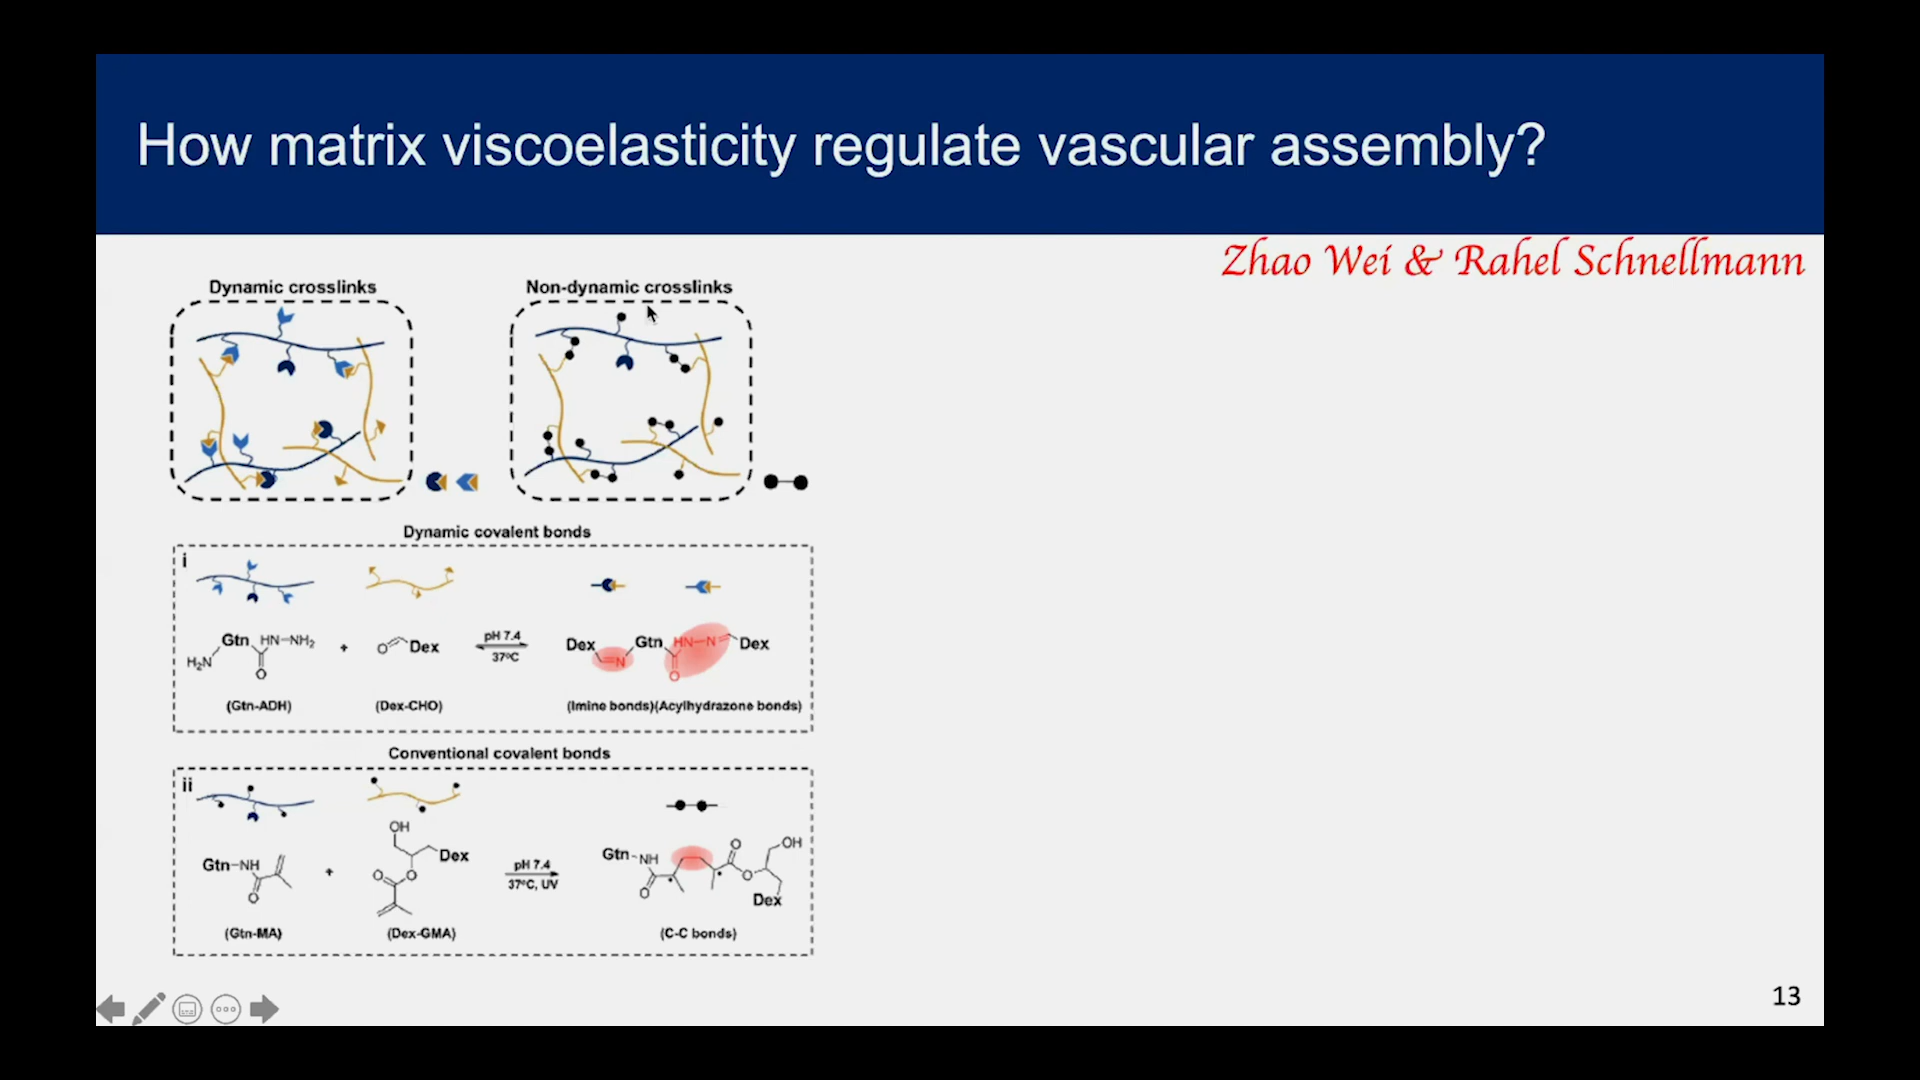 How matrix viscoelasticity regulate vascular assembly?
Zhao Wei & Rahel Schnellmann
Dynamic crosslinks
Non-dynamic crosslinks
Dynamic covalent bonds
i
Gtn HN-NH₂
H₂N
O
+
O Dex
pH 7.4
37ºC
Dex
N
Gtn HN-N Dex
O
(Gtn-ADH)
(Dex-CHO)
(Imine bonds)(Acylhydrazone bonds)
Conventional covalent bonds
ii
Gtn-NH
O
+
OH
Dex
O
O
pH 7.4
37ºC, UV
Gtn-NH
O
O
O
OH
Dex
(Gtn-MA)
(Dex-GMA)
(C-C bonds)
13